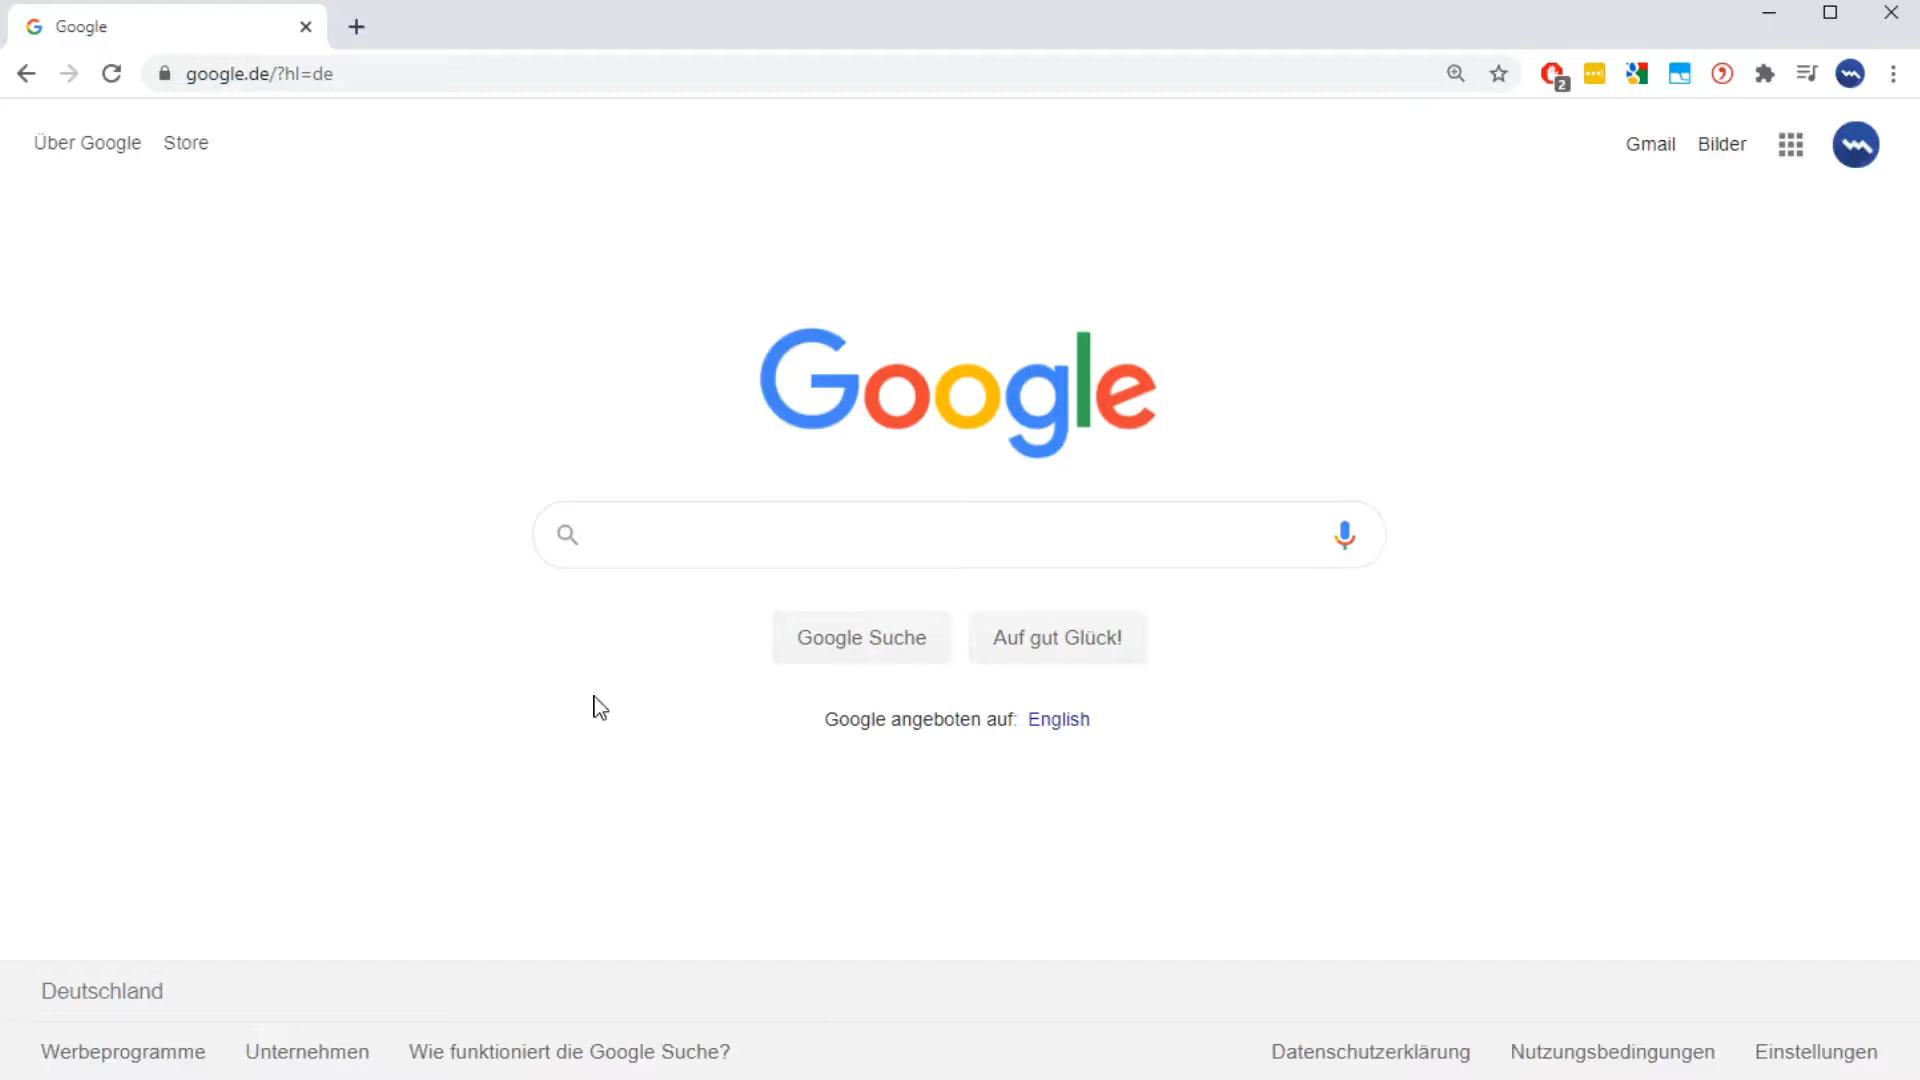 Google
google.de/?hl=de
2
Über Google Store
Gmail Bilder
Google
Google Suche Auf gut Glück!
Google angeboten auf: English
Deutschland
Werbeprogramme Unternehmen Wie funktioniert die Google Suche? Datenschutzerklärung Nutzungsbedingungen Einstellungen